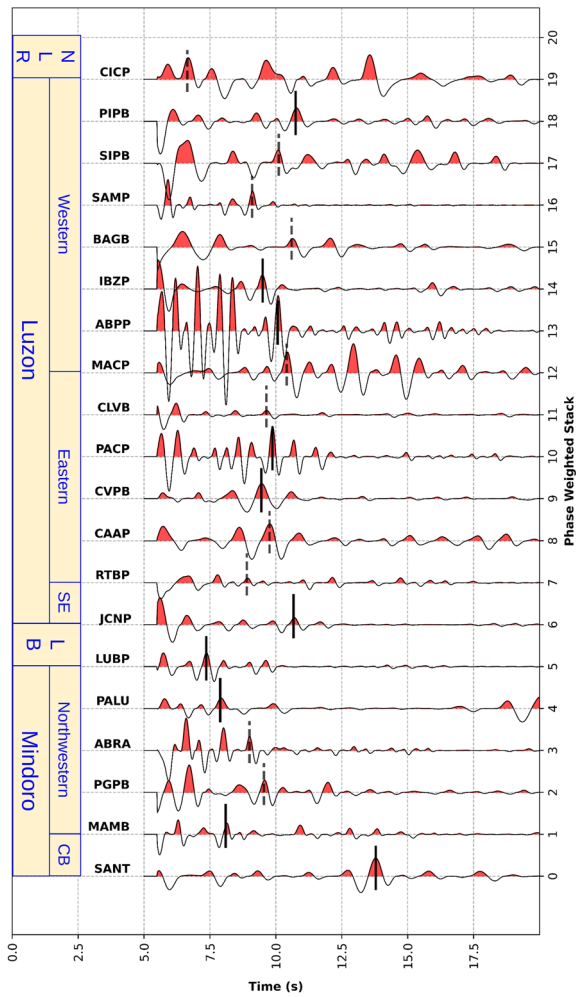 N
L
R
Western
Luzon
Eastern
SE
L
B
Northwestern
Mindoro
CB
CICP
PIPB
SIPB
SAMP
BAGB
IBZP
ABPP
MACP
CLVB
PACP
CVPB
CAAP
RTBP
JCNP
LUBP
PALU
ABRA
PGPB
MAMB
SANT
20
19
18
17
16
15
14
13
12
11
10
9
8
7
6
5
4
3
2
1
0
Phase Weighted Stack
0.0
2.5
5.0
7.5
10.0
12.5
15.0
17.5
Time (s)